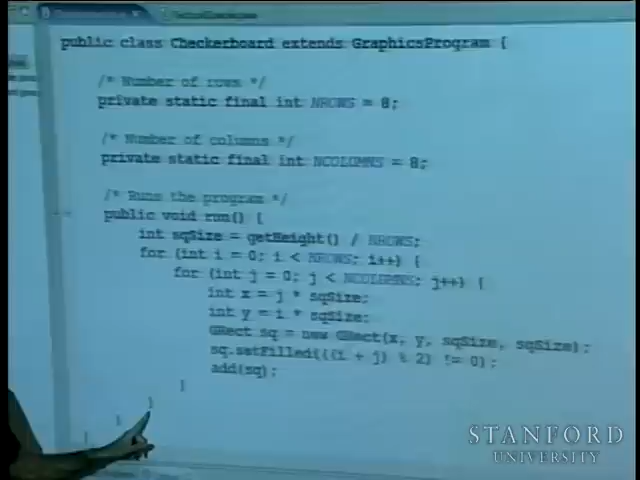 public class Checkerboard extends GraphicsProgram {
/* Number of rows */
private static final int NROWS = 8;
/* Number of columns */
private static final int NCOLUMNS = 8;
/* Runs the program */
public void run() {
int sqSize = getHeight() / NROWS;
for (int i = 0; i < NROWS; i++) {
for (int j = 0; j < NCOLUMNS; j++) {
int x = j * sqSize;
int y = i * sqSize;
GRect sq = new GRect(x, y, sqSize, sqSize);
sq.setFilled(((i + j) % 2) != 0);
add(sq);
}
}
}
}
STANFORD
UNIVERSITY